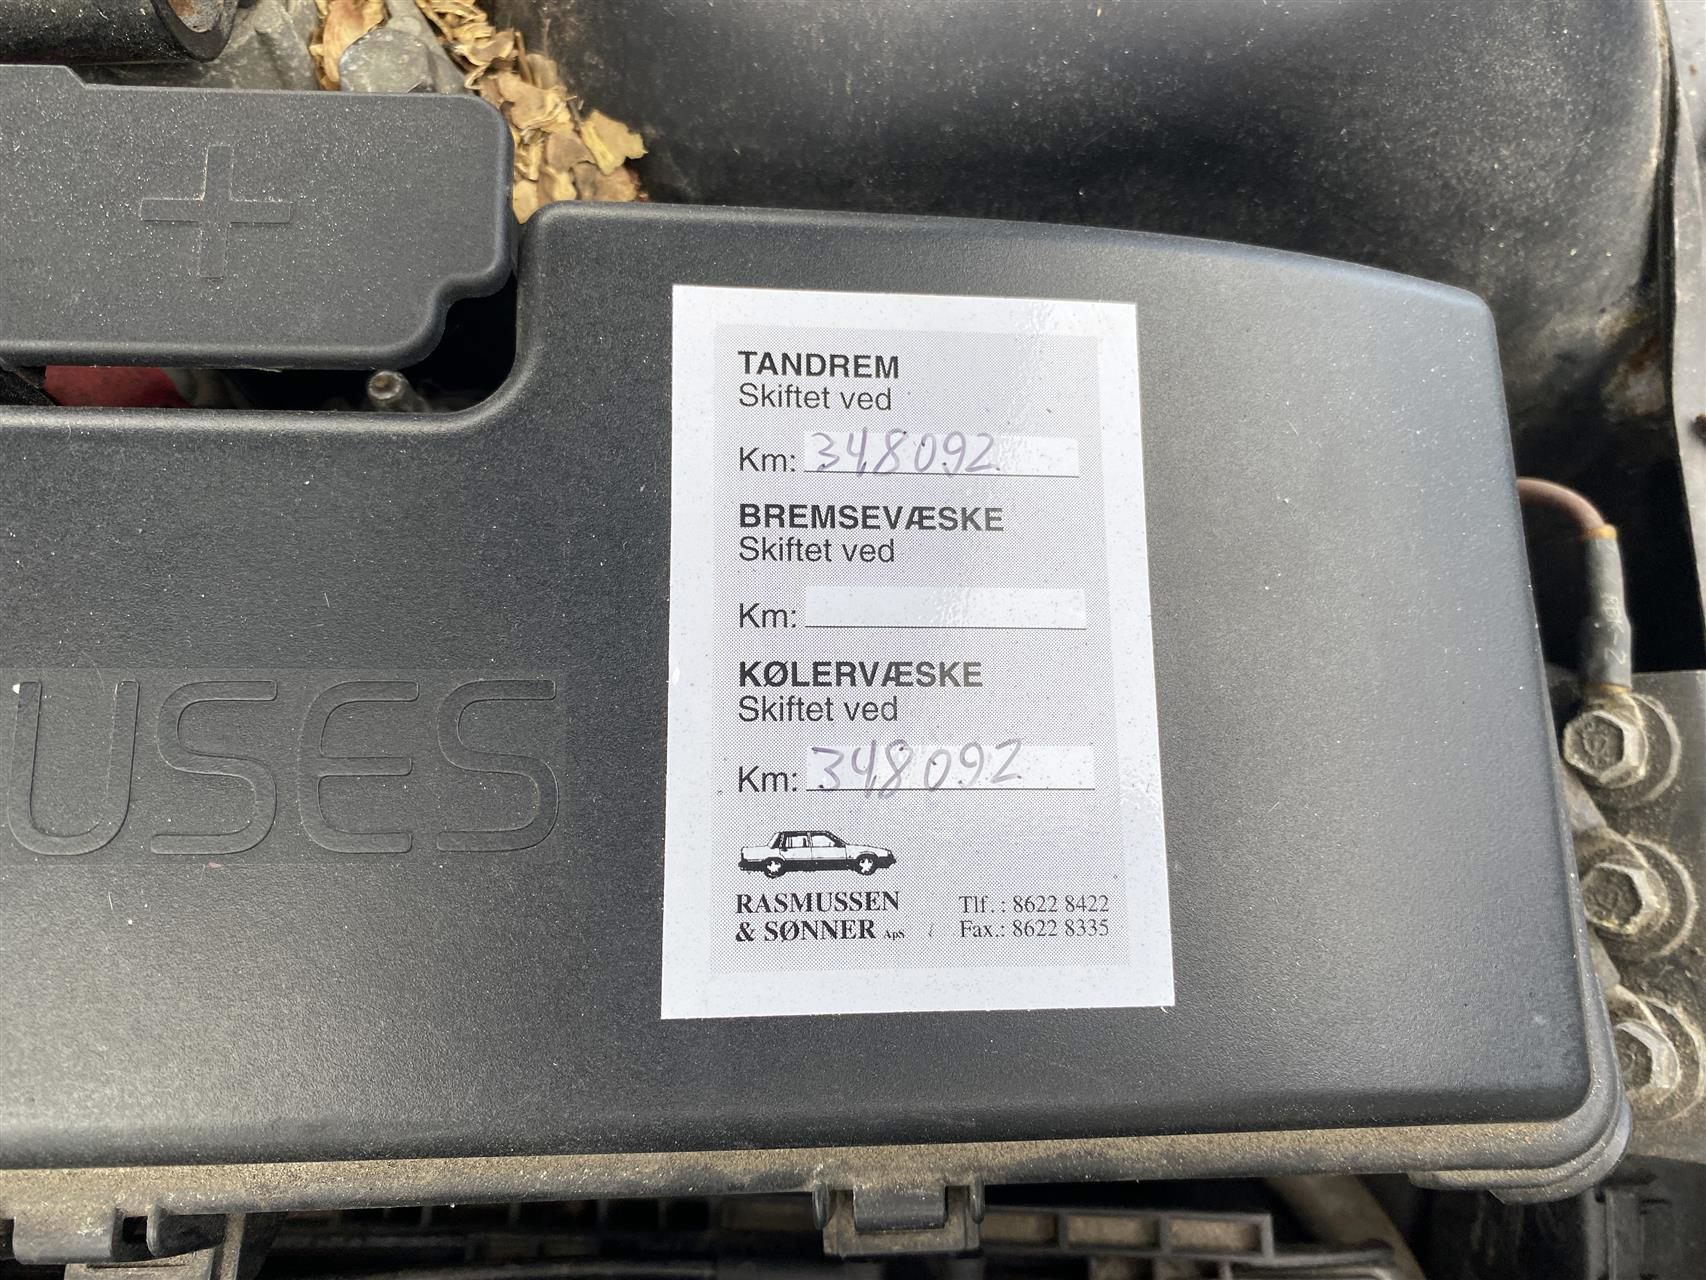 TANDREM
Skiftet ved
Km: 348092
BREMSEVÆSKE
Skiftet ved
Km:
KØLERVÆSKE
Skiftet ved
Km: 348092
RASMUSSEN
& SØNNER ApS
Tlf.: 8622 8422
Fax.: 8622 8335
USES